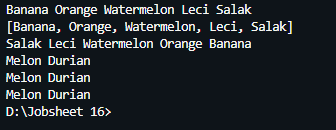 Banana Orange Watermelon Leci Salak
[Banana, Orange, Watermelon, Leci, Salak]
Salak Leci Watermelon Orange Banana
Melon Durian
Melon Durian
Melon Durian
D:\Jobsheet 16>